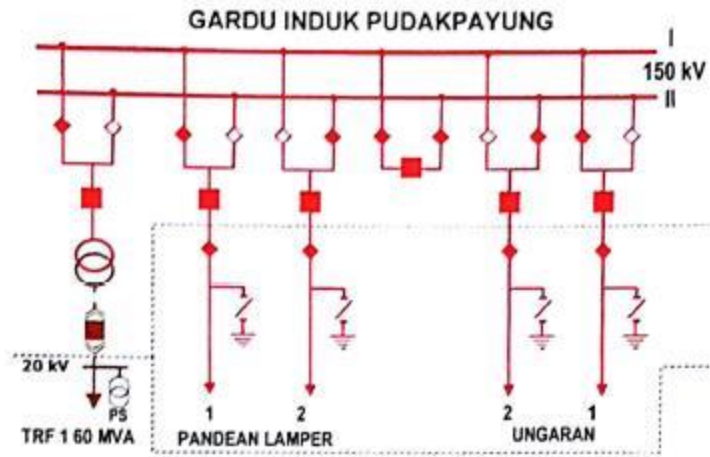 GARDU INDUK PUDAKPAYUNG
I
150 kV
II
20 kV
PS
TRF 1 60 MVA
1
2
PANDEAN LAMPER
2
1
UNGARAN